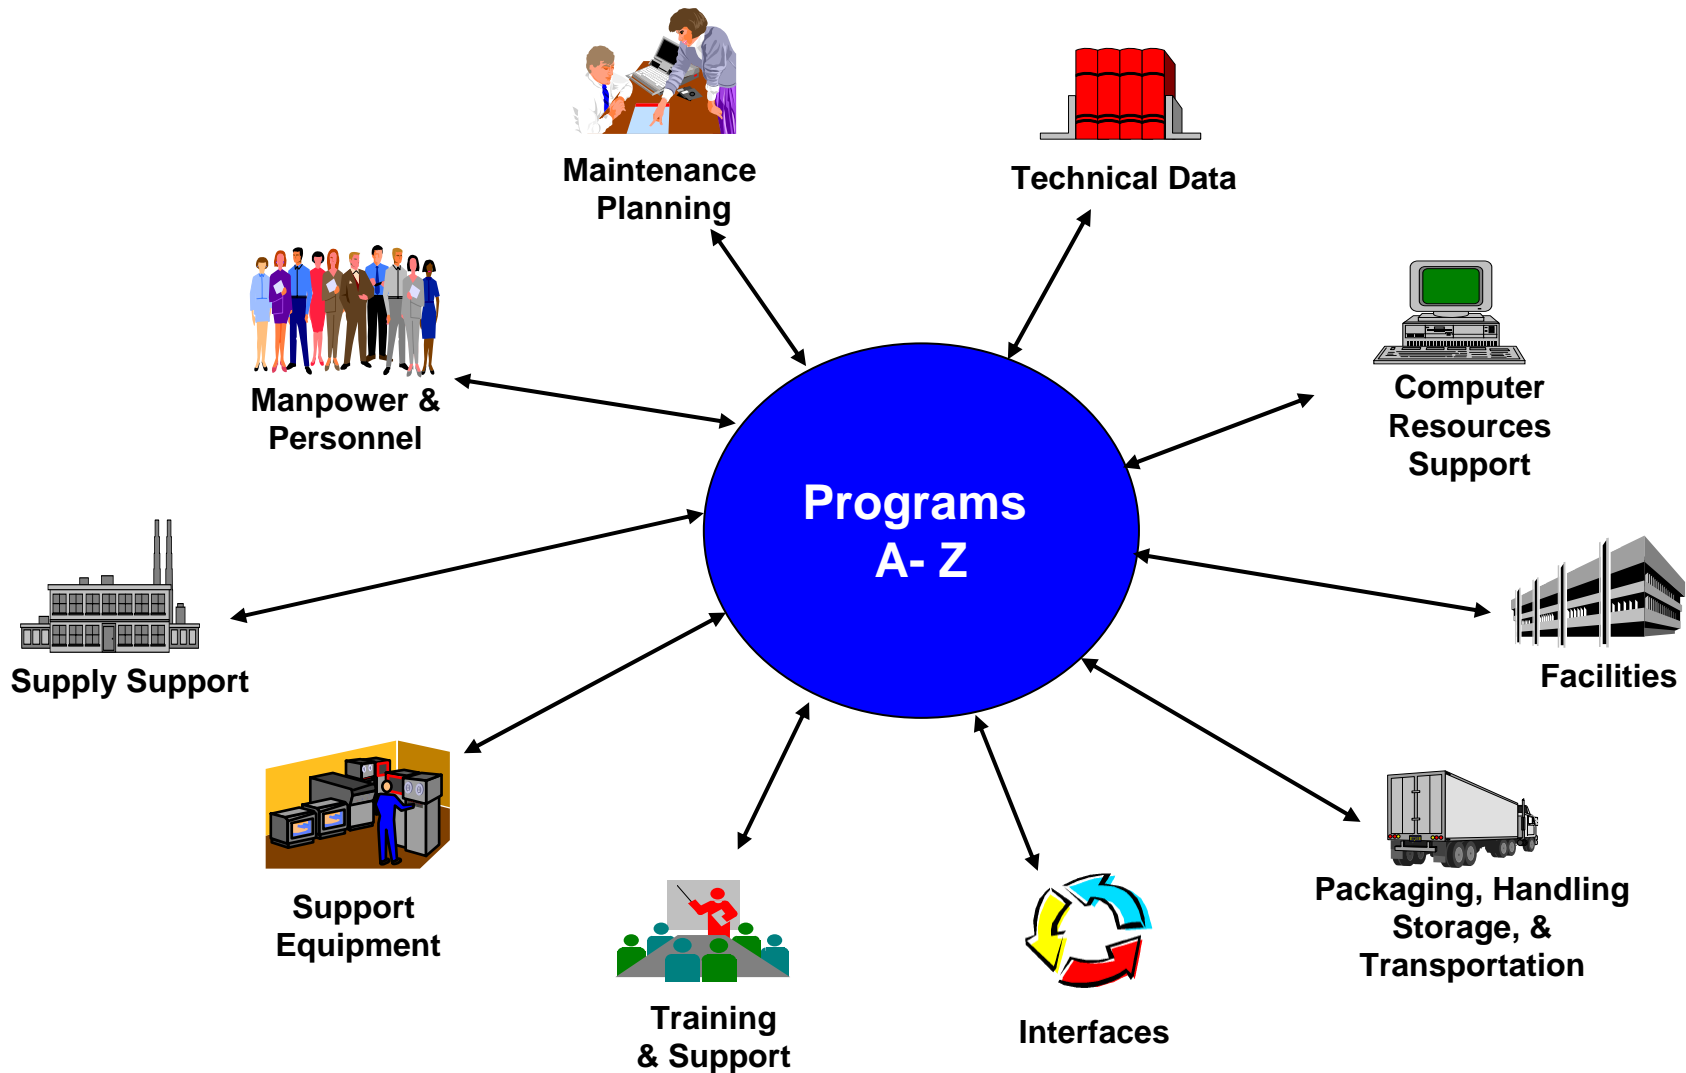 Maintenance
Planning
Technical Data
Manpower &
Personnel
Computer
Resources
Support
Programs
A- Z
Supply Support
Facilities
Support
Equipment
Packaging, Handling
Storage, &
Transportation
Training
& Support
Interfaces